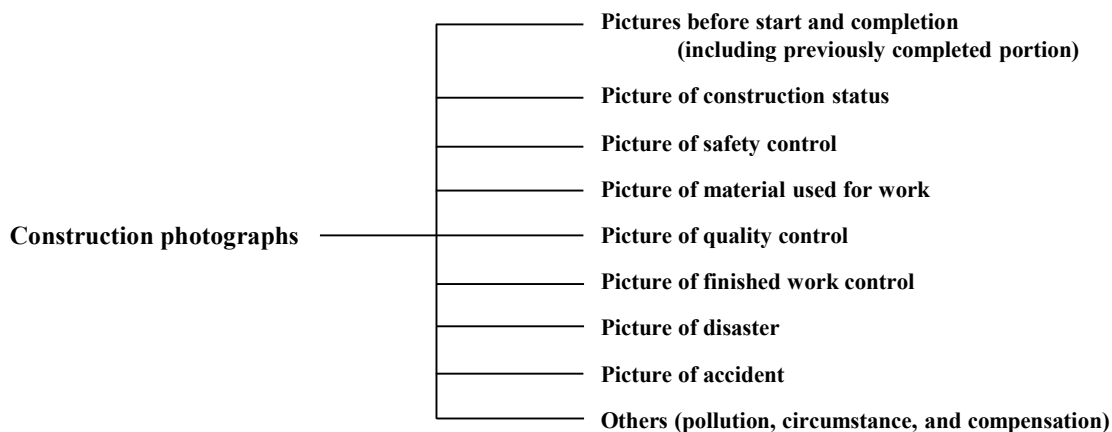 Pictures before start and completion
(including previously completed portion)
Picture of construction status
Picture of safety control
Picture of material used for work
Construction photographs
Picture of quality control
Picture of finished work control
Picture of disaster
Picture of accident
Others (pollution, circumstance, and compensation)